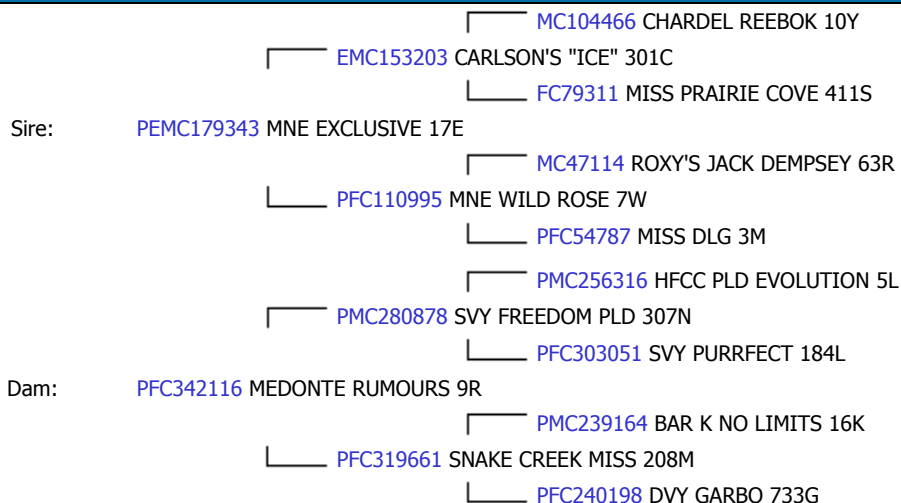 MC104466 CHARDEL REEBOK 10Y
EMC153203 CARLSON'S "ICE" 301C
FC79311 MISS PRAIRIE COVE 411S
Sire: PEMC179343 MNE EXCLUSIVE 17E
MC47114 ROXY'S JACK DEMPSEY 63R
PFC110995 MNE WILD ROSE 7W
PFC54787 MISS DLG 3M
PMC256316 HFCC PLD EVOLUTION 5L
PMC280878 SVY FREEDOM PLD 307N
PFC303051 SVY PURRFECT 184L
Dam: PFC342116 MEDONTE RUMOURS 9R
PMC239164 BAR K NO LIMITS 16K
PFC319661 SNAKE CREEK MISS 208M
PFC240198 DVY GARBO 733G